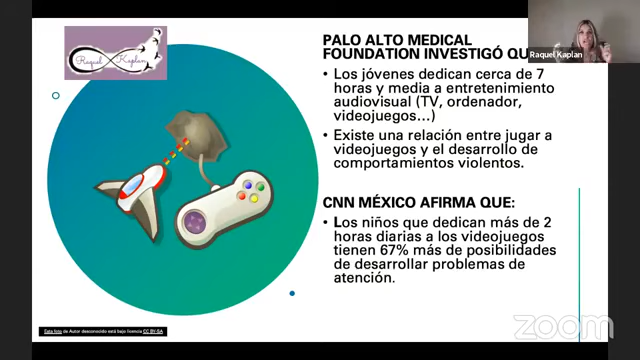 Raquel Kaplan
PALO ALTO MEDICAL
FOUNDATION INVESTIGÓ QU
Raquel Kaplan
• Los jóvenes dedican cerca de 7
horas y media a entretenimiento
audiovisual (TV, ordenador,
videojuegos...)
• Existe una relación entre jugar a
videojuegos y el desarrollo de
comportamientos violentos.
CNN MÉXICO AFIRMA QUE:
• Los niños que dedican más de 2
horas diarias a los videojuegos
tienen 67% más de posibilidades
de desarrollar problemas de
atención.
Esta foto de Autor desconocido está bajo licencia CC BY-SA
zoom